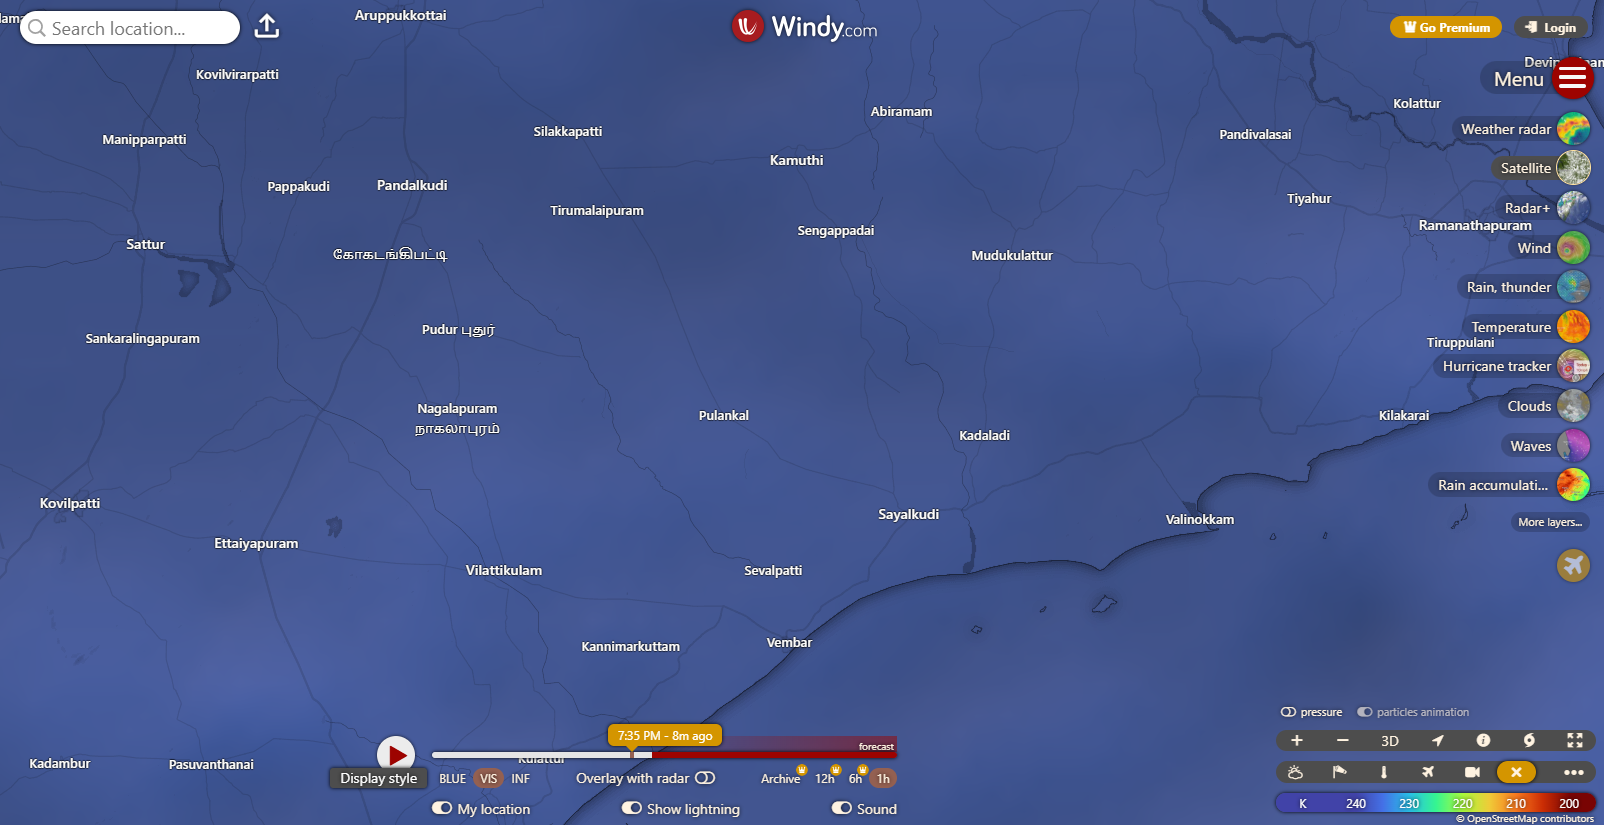 Search location...
Aruppukkottai
Windy.com
Go Premium
Login
Kovilvirarpatti
Menu
Abiramam
Kolattur
Manipparpatti
Silakkapatti
Pandivalasai
Weather radar
Kamuthi
Satellite
Pappakudi
Pandalkudi
Tirumalaipuram
Tiyahur
Radar+
Ramanathapuram
Sattur
Sengappadai
கோகடங்கிபட்டி
Mudukulattur
Wind
Rain, thunder
Sankaralingapuram
Pudur புதுர்
Temperature
Tiruppulani
Hurricane tracker
Nagalapuram
நாகலாபுரம்
Pulankal
Kilakarai
Clouds
Kadaladi
Waves
Rain accumulati...
Kovilpatti
Sayalkudi
Valinokkam
More layers...
Ettaiyapuram
Vilattikulam
Sevalpatti
Kannimarkuttam
Vembar
pressure
particles animation
7:35 PM - 8m ago
forecast
3D
Kadambur
Pasuvanthanai
Kulattur
Display style
BLUE
VIS
INF
Overlay with radar
Archive
12h
6h
1h
My location
Show lightning
Sound
K 240 230 220 210 200
© OpenStreetMap contributors